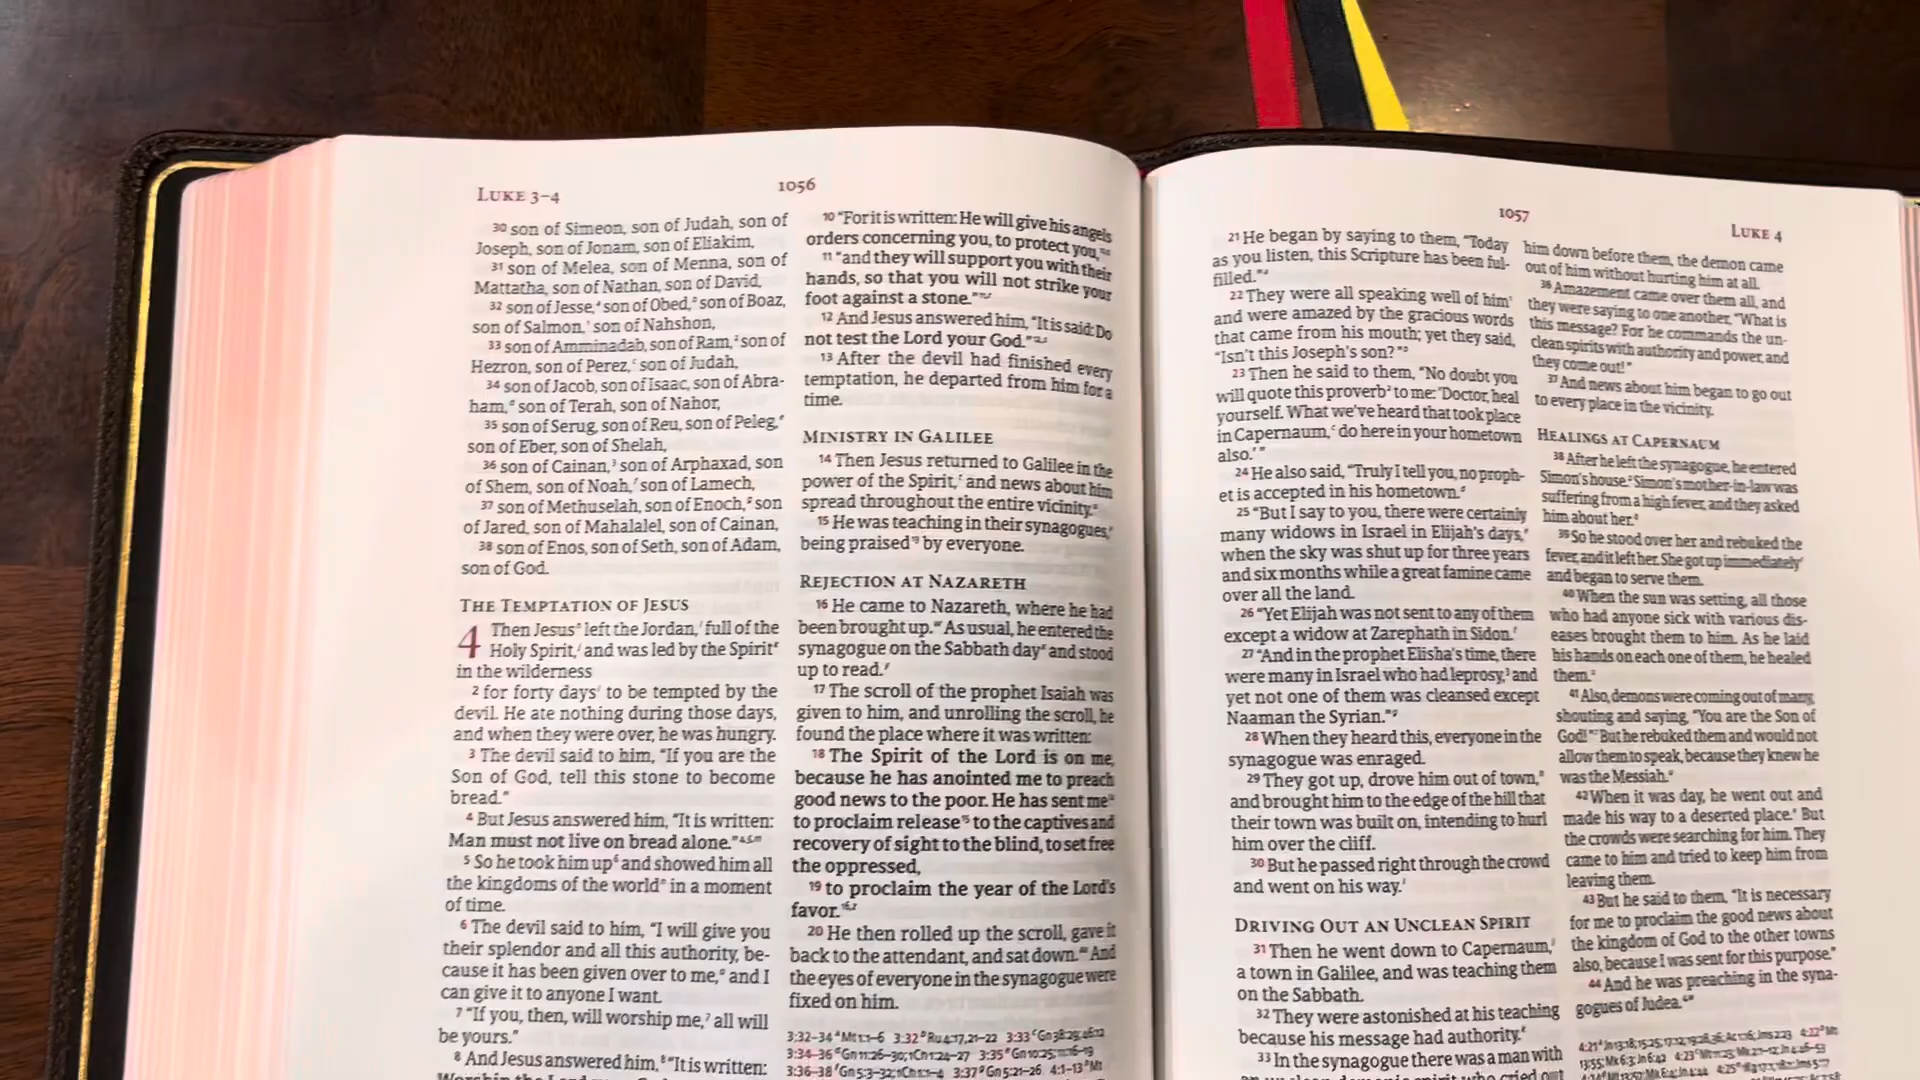 LUKE 3–4
1056
30 son of Simeon, son of Judah, son of
Joseph, son of Jonam, son of Eliakim,
31 son of Melea, son of Menna, son of
Mattatha, son of Nathan, son of David,
32 son of Jesse, son of Obed, son of Boaz,
son of Salmon, son of Nahshon,
33 son of Amminadab, son of Ram, son of
Hezron, son of Perez, son of Judah,
34 son of Jacob, son of Isaac, son of Abra-
ham, son of Terah, son of Nahor,
35 son of Serug, son of Reu, son of Peleg,
son of Eber, son of Shelah,
36 son of Cainan, son of Arphaxad, son
of Shem, son of Noah, son of Lamech,
37 son of Methuselah, son of Enoch, son
of Jared, son of Mahalalel, son of Cainan,
38 son of Enos, son of Seth, son of Adam,
son of God.
THE TEMPTATION OF JESUS
4 Then Jesus left the Jordan, full of the
Holy Spirit, and was led by the Spirit
in the wilderness
2 for forty days to be tempted by the
devil. He ate nothing during those days,
and when they were over, he was hungry.
3 The devil said to him, “If you are the
Son of God, tell this stone to become
bread.”
4 But Jesus answered him, “It is written:
Man must not live on bread alone.”
5 So he took him up and showed him all
the kingdoms of the world in a moment
of time.
6 The devil said to him, “I will give you
their splendor and all this authority, be-
cause it has been given over to me, and I
can give it to anyone I want.
7 “If you, then, will worship me, all will
be yours.”
8 And Jesus answered him, “It is written:
10 “For it is written: He will give his angels
orders concerning you, to protect you,
11 “and they will support you with their
hands, so that you will not strike your
foot against a stone.”
12 And Jesus answered him, “It is said: Do
not test the Lord your God.”
13 After the devil had finished every
temptation, he departed from him for a
time.
MINISTRY IN GALILEE
14 Then Jesus returned to Galilee in the
power of the Spirit, and news about him
spread throughout the entire vicinity.
15 He was teaching in their synagogues,
being praised by everyone.
REJECTION AT NAZARETH
16 He came to Nazareth, where he had
been brought up. As usual, he entered the
synagogue on the Sabbath day and stood
up to read.
17 The scroll of the prophet Isaiah was
given to him, and unrolling the scroll, he
found the place where it was written:
18 The Spirit of the Lord is on me,
because he has anointed me to preach
good news to the poor. He has sent me
to proclaim release to the captives and
recovery of sight to the blind, to set free
the oppressed,
19 to proclaim the year of the Lord’s
favor.
20 He then rolled up the scroll, gave it
back to the attendant, and sat down. And
the eyes of everyone in the synagogue were
fixed on him.
1057
LUKE 4
21 He began by saying to them, “Today
as you listen, this Scripture has been ful-
filled.”
22 They were all speaking well of him
and were amazed by the gracious words
that came from his mouth; yet they said,
“Isn’t this Joseph’s son?”
23 Then he said to them, “No doubt you
will quote this proverb to me: ‘Doctor, heal
yourself. What we’ve heard that took place
in Capernaum, do here in your hometown
also.’”
24 He also said, “Truly I tell you, no proph-
et is accepted in his hometown.
25 “But I say to you, there were certainly
many widows in Israel in Elijah’s days,
when the sky was shut up for three years
and six months while a great famine came
over all the land.
26 “Yet Elijah was not sent to any of them
except a widow at Zarephath in Sidon.
27 “And in the prophet Elisha’s time, there
were many in Israel who had leprosy, and
yet not one of them was cleansed except
Naaman the Syrian.”
28 When they heard this, everyone in the
synagogue was enraged.
29 They got up, drove him out of town,
and brought him to the edge of the hill that
their town was built on, intending to hurl
him over the cliff.
30 But he passed right through the crowd
and went on his way.
DRIVING OUT AN UNCLEAN SPIRIT
31 Then he went down to Capernaum,
a town in Galilee, and was teaching them
on the Sabbath.
32 They were astonished at his teaching
because his message had authority.
33 In the synagogue there was a man with
him down before them, the demon came
out of him without hurting him at all.
36 Amazement came over them all, and
they were saying to one another, “What is
this message? For he commands the un-
clean spirits with authority and power, and
they come out!”
37 And news about him began to go out
to every place in the vicinity.
HEALINGS AT CAPERNAUM
38 After he left the synagogue, he entered
Simon’s house. Simon’s mother-in-law was
suffering from a high fever, and they asked
him about her.
39 So he stood over her and rebuked the
fever, and it left her. She got up immediately
and began to serve them.
40 When the sun was setting, all those
who had anyone sick with various dis-
eases brought them to him. As he laid
his hands on each one of them, he healed
them.
41 Also, demons were coming out of many,
shouting and saying, “You are the Son of
God!” But he rebuked them and would not
allow them to speak, because they knew he
was the Messiah.
42 When it was day, he went out and
made his way to a deserted place. But
the crowds were searching for him. They
came to him and tried to keep him from
leaving them.
43 But he said to them, “It is necessary
for me to proclaim the good news about
the kingdom of God to the other towns
also, because I was sent for this purpose.”
44 And he was preaching in the syna-
gogues of Judea.